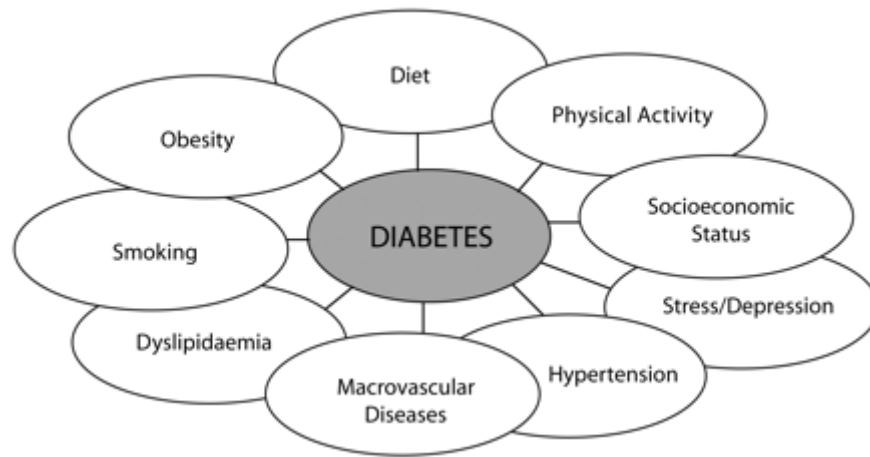 Diet
Physical Activity
Obesity
Socioeconomic
Status
DIABETES
Smoking
Stress/Depression
Dyslipidaemia
Hypertension
Macrovascular
Diseases